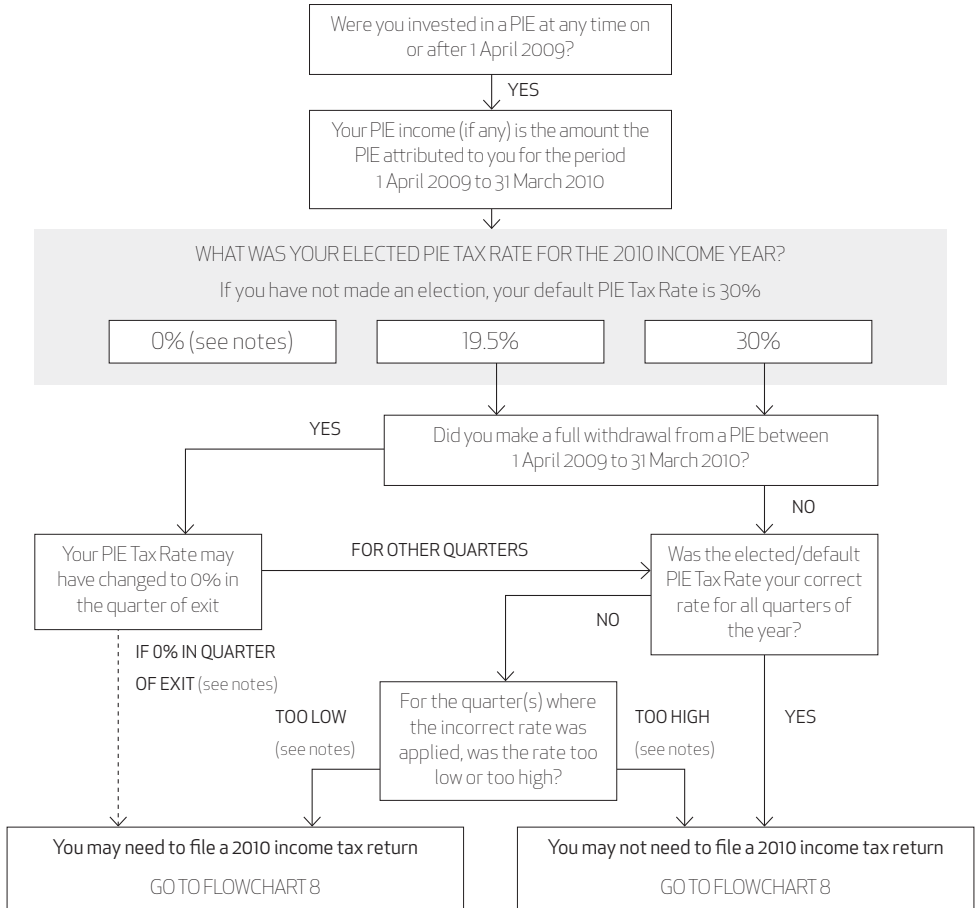 Were you invested in a PIE at any time on
or after 1 April 2009?
YES
Your PIE income (if any) is the amount the
PIE attributed to you for the period
1 April 2009 to 31 March 2010
WHAT WAS YOUR ELECTED PIE TAX RATE FOR THE 2010 INCOME YEAR?
If you have not made an election, your default PIE Tax Rate is 30%
0% (see notes)
19.5%
30%
YES
Did you make a full withdrawal from a PIE between
1 April 2009 to 31 March 2010?
NO
Your PIE Tax Rate may
have changed to 0% in
the quarter of exit
FOR OTHER QUARTERS
Was the elected/default
PIE Tax Rate your correct
rate for all quarters of
the year?
NO
IF 0% IN QUARTER
OF EXIT (see notes)
TOO LOW
(see notes)
For the quarter(s) where
the incorrect rate was
applied, was the rate too
low or too high?
TOO HIGH
(see notes)
YES
You may need to file a 2010 income tax return
GO TO FLOWCHART 8
You may not need to file a 2010 income tax return
GO TO FLOWCHART 8